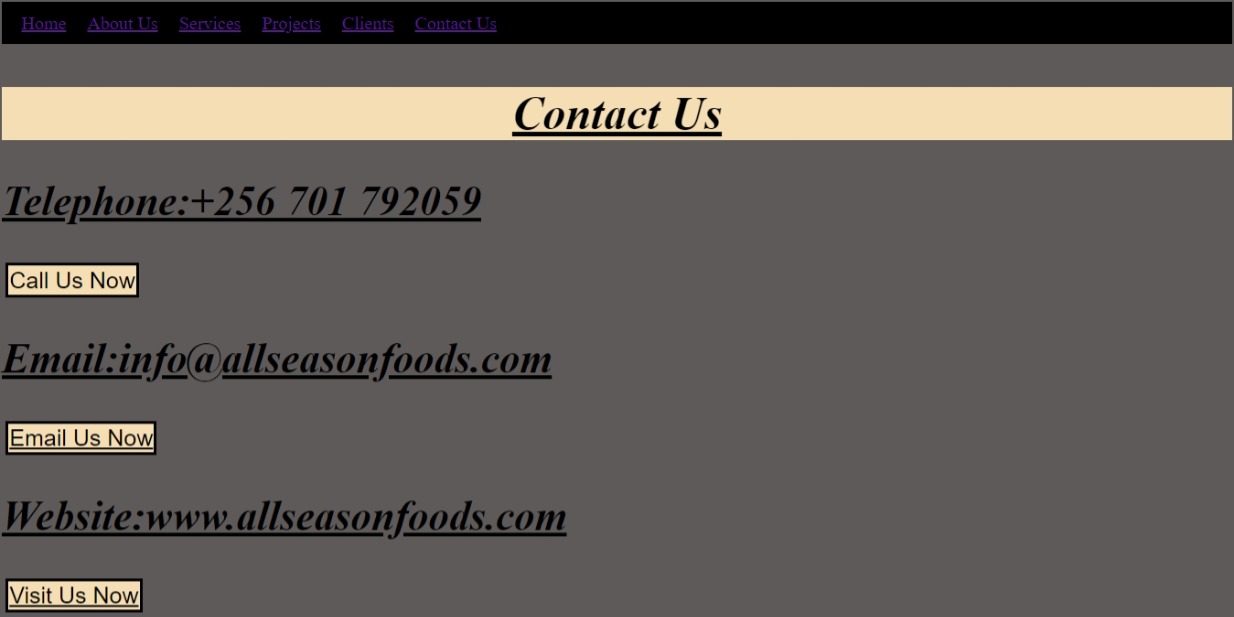 Home About Us Services Projects Clients Contact Us
Contact Us
Telephone:+256 701 792059
Call Us Now
Email:info@allseasonfoods.com
Email Us Now
Website:www.allseasonfoods.com
Visit Us Now